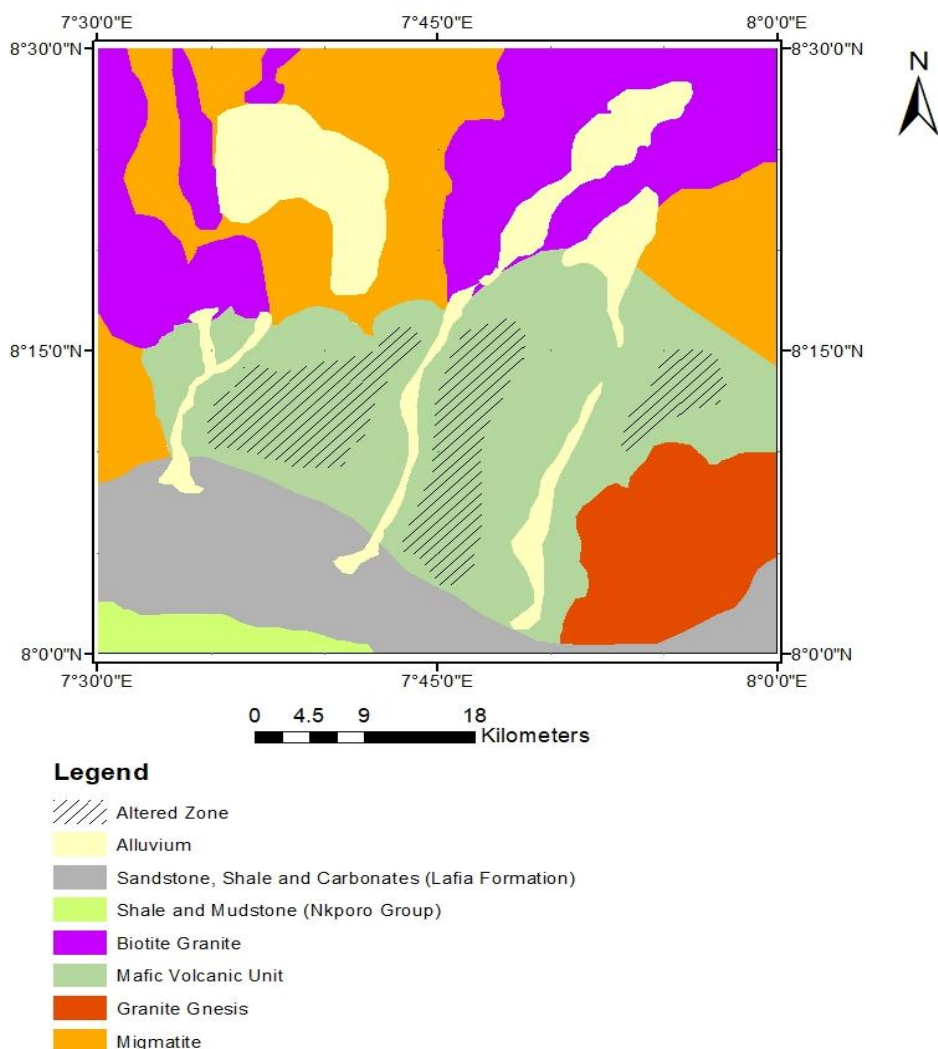 7°30'0"E 7°45'0"E 8°0'0"E
8°30'0"N 8°30'0"N
N
8°15'0"N 8°15'0"N
8°0'0"N 8°0'0"N
7°30'0"E 7°45'0"E 8°0'0"E
0 4.5 9 18
Kilometers
Legend
Altered Zone
Alluvium
Sandstone, Shale and Carbonates (Lafia Formation)
Shale and Mudstone (Nkporo Group)
Biotite Granite
Mafic Volcanic Unit
Granite Gnesis
Migmatite